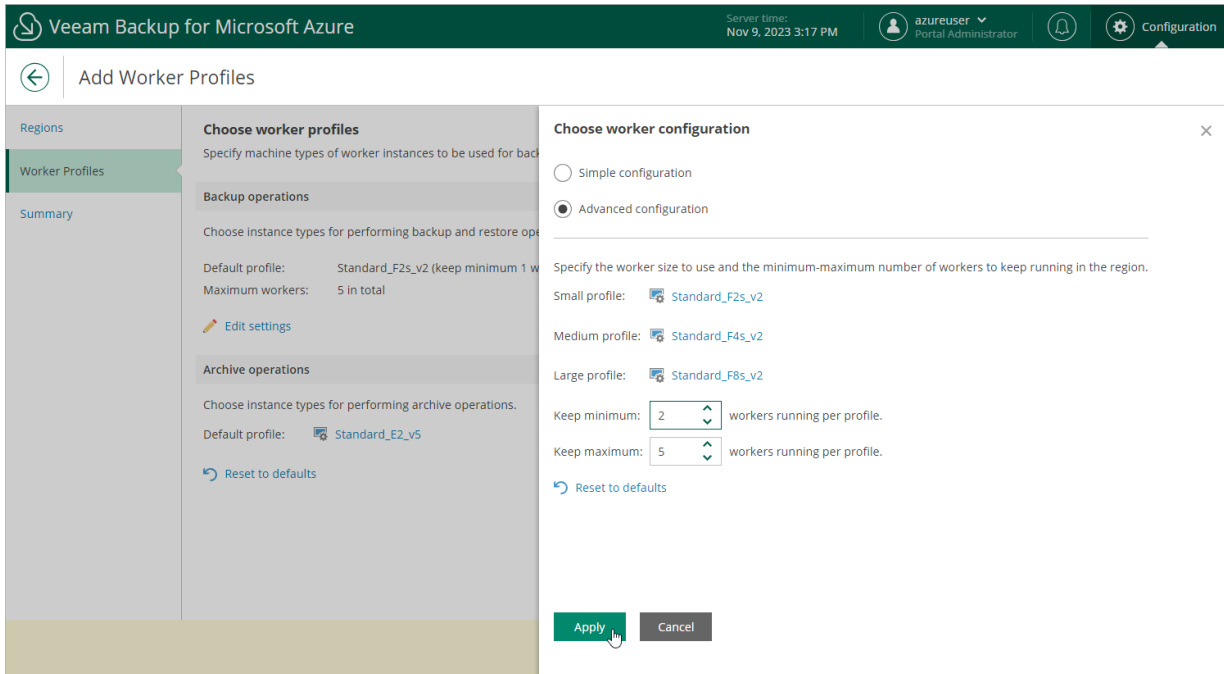 Veeam Backup for Microsoft Azure
Server time:
Nov 9, 2023 3:17 PM
azureuser
Portal Administrator
Configuration
Add Worker Profiles
Regions
Worker Profiles
Summary
Choose worker profiles
Specify machine types of worker instances to be used for back
Backup operations
Choose instance types for performing backup and restore ope
Default profile: Standard_F2s_v2 (keep minimum 1 w
Maximum workers: 5 in total
Edit settings
Archive operations
Choose instance types for performing archive operations.
Default profile: Standard_E2_v5
Reset to defaults
Choose worker configuration
Simple configuration
Advanced configuration
Specify the worker size to use and the minimum-maximum number of workers to keep running in the region.
Small profile: Standard_F2s_v2
Medium profile: Standard_F4s_v2
Large profile: Standard_F8s_v2
Keep minimum: 2 workers running per profile.
Keep maximum: 5 workers running per profile.
Reset to defaults
Apply
Cancel